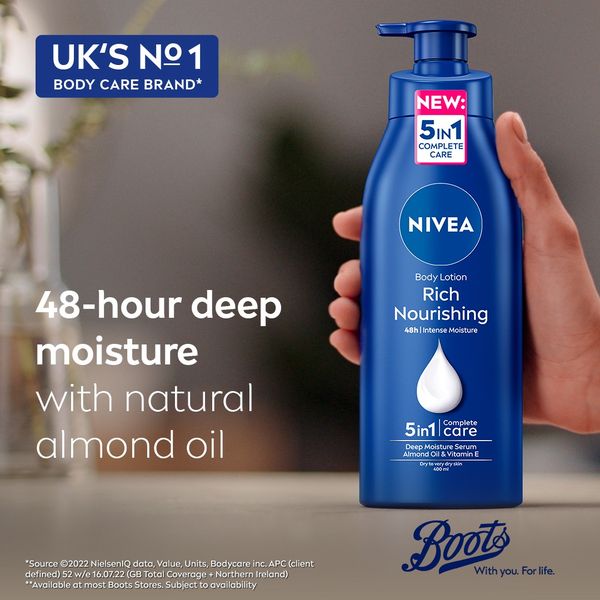 UK'S Nº 1
BODY CARE BRAND*
NEW:
5IN1
COMPLETE
CARE
NIVEA
Body Lotion
Rich
Nourishing
48h | Intense Moisture
48-hour deep
moisture
with natural
almond oil
5in1 | Complete care
Deep Moisture Serum
Almond Oil & Vitamin E
Dry to very dry skin
400 ml
Boots
With you. For life.
*Source ©2022 NielsenIQ data, Value, Units, Bodycare inc. APC (client
defined) 52 w/e 16.07.22 (GB Total Coverage + Northern Ireland)
**Available at most Boots Stores. Subject to availability